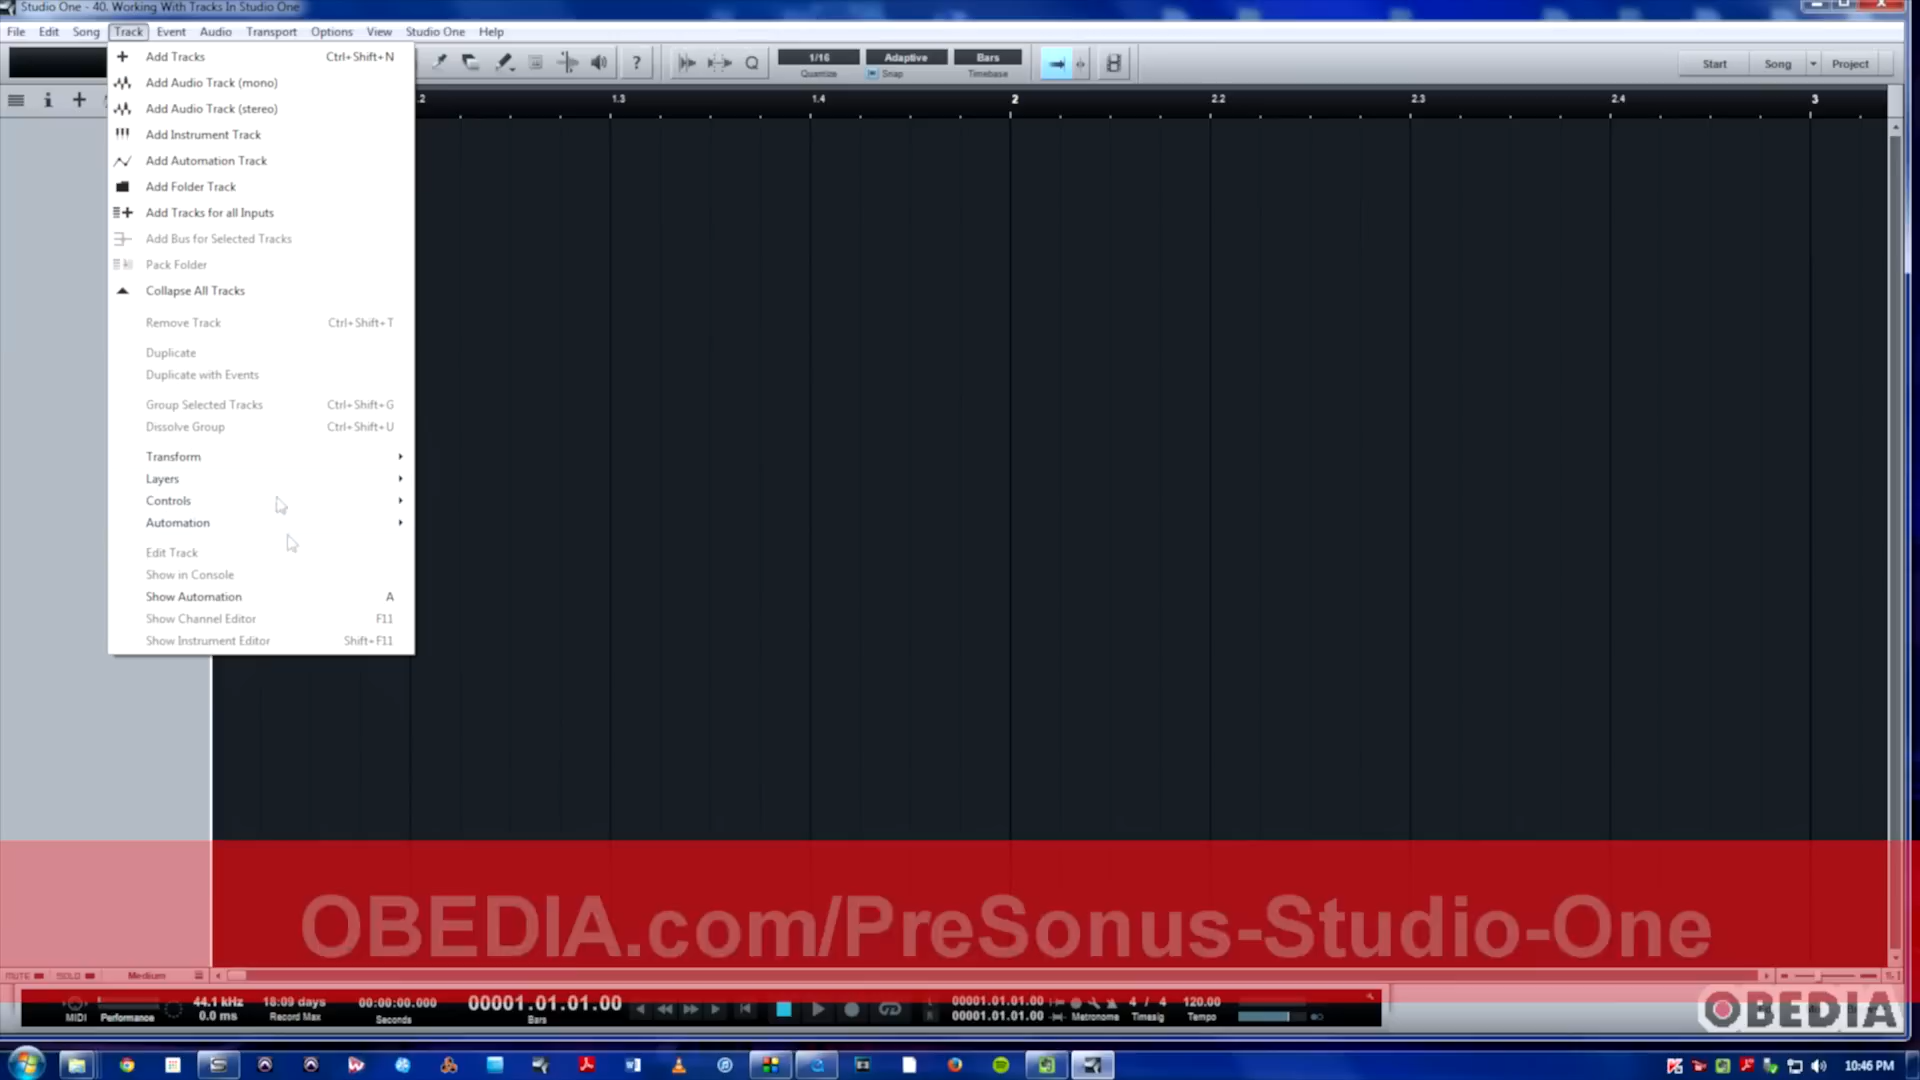 Studio One - 40. Working With Tracks In Studio One
File Edit Song Track Event Audio Transport Options View Studio One Help
Add Tracks Ctrl+Shift+N
Add Audio Track (mono)
Add Audio Track (stereo)
Add Instrument Track
Add Automation Track
Add Folder Track
Add Tracks for all Inputs
Add Bus for Selected Tracks
Pack Folder
Collapse All Tracks
Remove Track Ctrl+Shift+T
Duplicate
Duplicate with Events
Group Selected Tracks Ctrl+Shift+G
Dissolve Group Ctrl+Shift+U
Transform
Layers
Controls
Automation
Edit Track
Show in Console
Show Automation A
Show Channel Editor F11
Show Instrument Editor Shift+F11
? Q
1/16 Adaptive Bars
Quantize Snap Timebase
Start Song Project
.2 1.3 1.4 2 2.2 2.3 2.4 3
OBEDIA.com/PreSonus-Studio-One
MUTE SOLO Medium
MIDI Performance
44.1 kHz 18:09 days 00:00:00.000 00001.01.01.00
0.0 ms Record Max Seconds Bars
L 00001.01.01.00 4 / 4 120.00
R 00001.01.01.00 Metronome Timesig Tempo
OBEDIA
10:46 PM